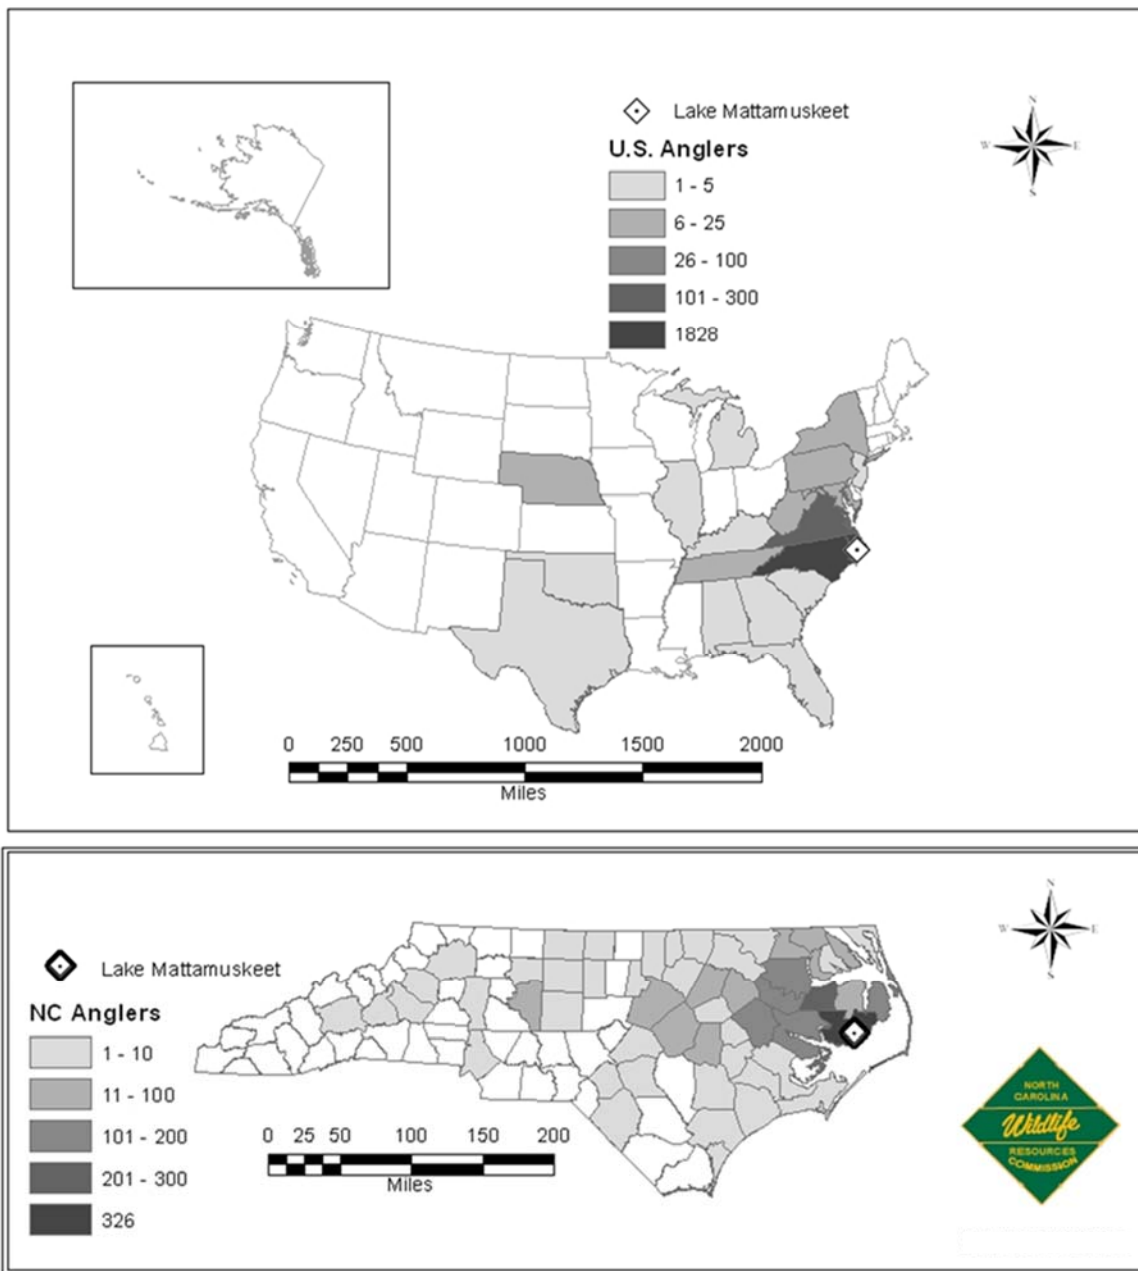 Lake Mattamuskeet
U.S. Anglers
1 - 5
6 - 25
26 - 100
101 - 300
1828
N
W E
S
0 250 500 1000 1500 2000
Miles
Lake Mattamuskeet
NC Anglers
1 - 10
11 - 100
101 - 200
201 - 300
326
0 25 50 100 150 200
Miles
N
W E
S
NORTH
CAROLINA
Wildlife
RESOURCES
COMMISSION